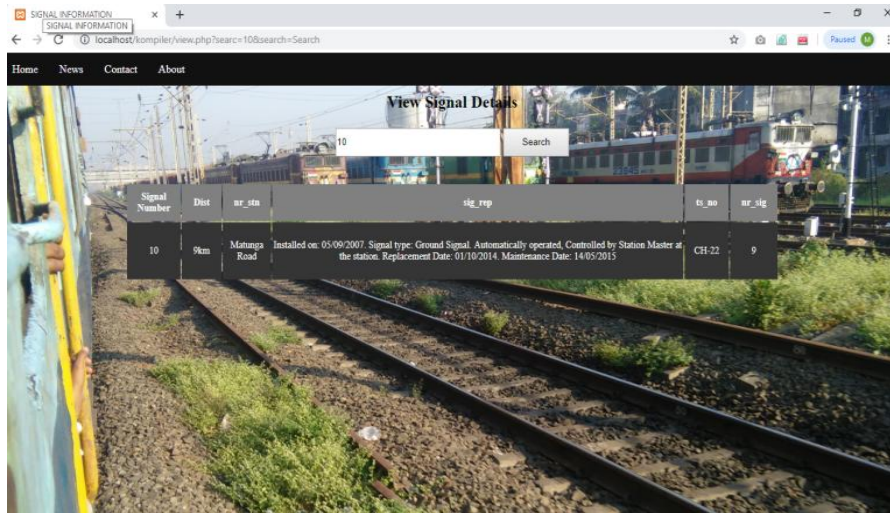 SIGNAL INFORMATION
SIGNAL INFORMATION
localhost/kompiler/view.php?searc=10&search=Search
Paused M
Home News Contact About
View Signal Details
10 Search
Signal Number Dist nr_stn sig_rep ts_no nr_sig
10 9km Matunga Road Installed on: 05/09/2007. Signal type: Ground Signal. Automatically operated, Controlled by Station Master at
the station. Replacement Date: 01/10/2014. Maintenance Date: 14/05/2015 CH-22 9